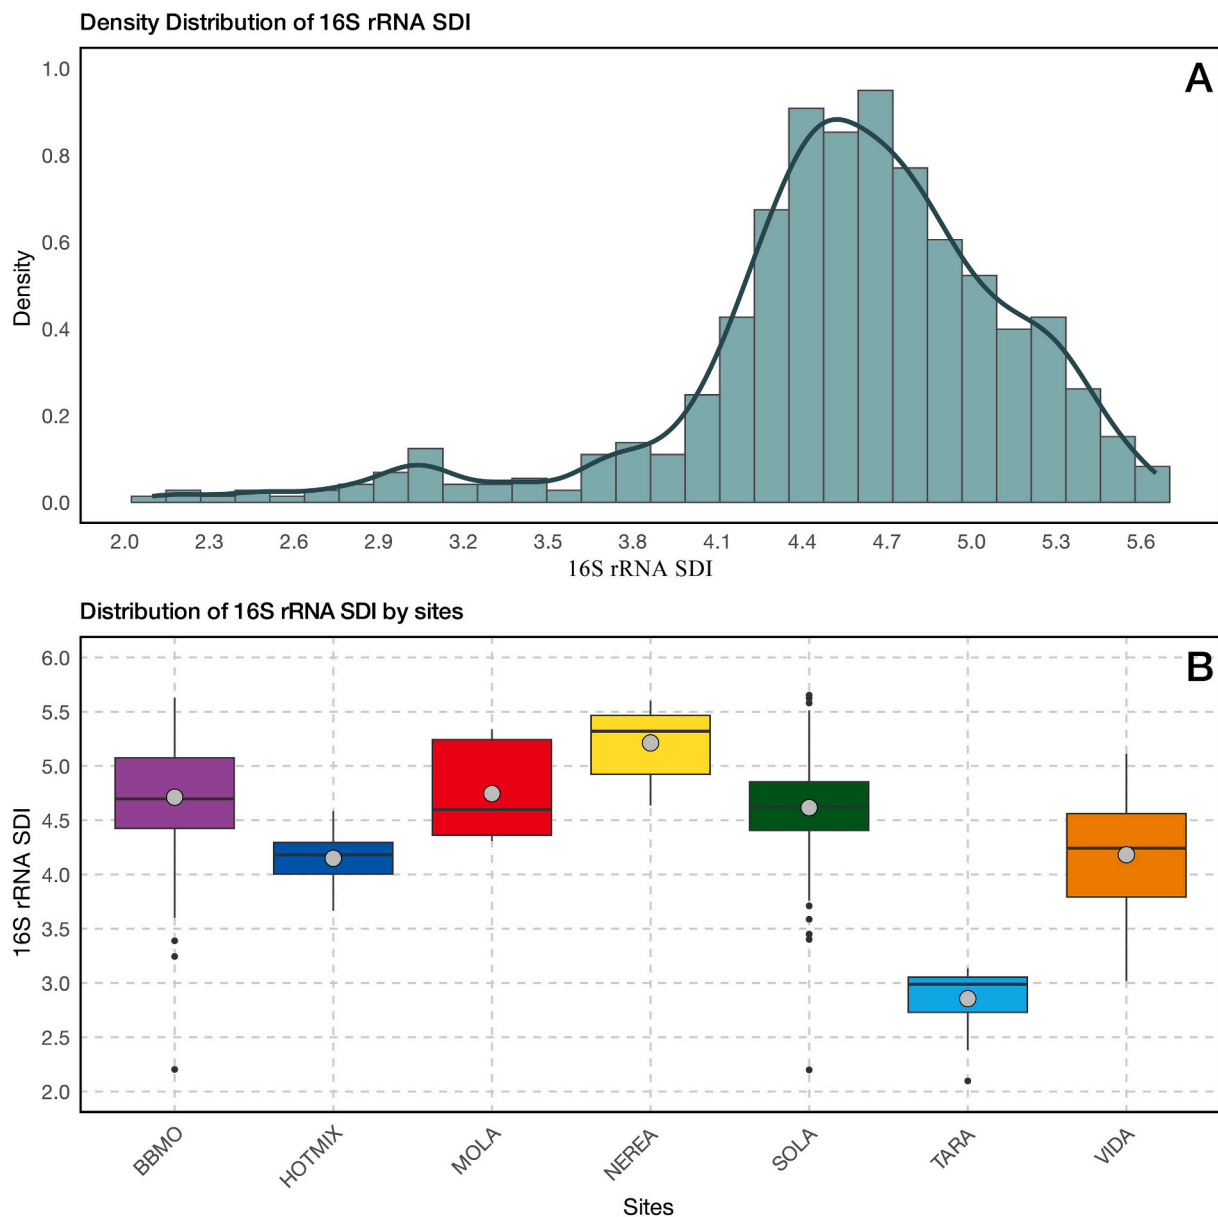 Density Distribution of 16S rRNA SDI
A
1.0
0.8
0.6
0.4
0.2
0.0
Density
2.0 2.3 2.6 2.9 3.2 3.5 3.8 4.1 4.4 4.7 5.0 5.3 5.6
16S rRNA SDI
Distribution of 16S rRNA SDI by sites
B
6.0
5.5
5.0
4.5
4.0
3.5
3.0
2.5
2.0
16S rRNA SDI
BBMO HOTMIX MOLA NEREA SOLA TARA VIDA
Sites